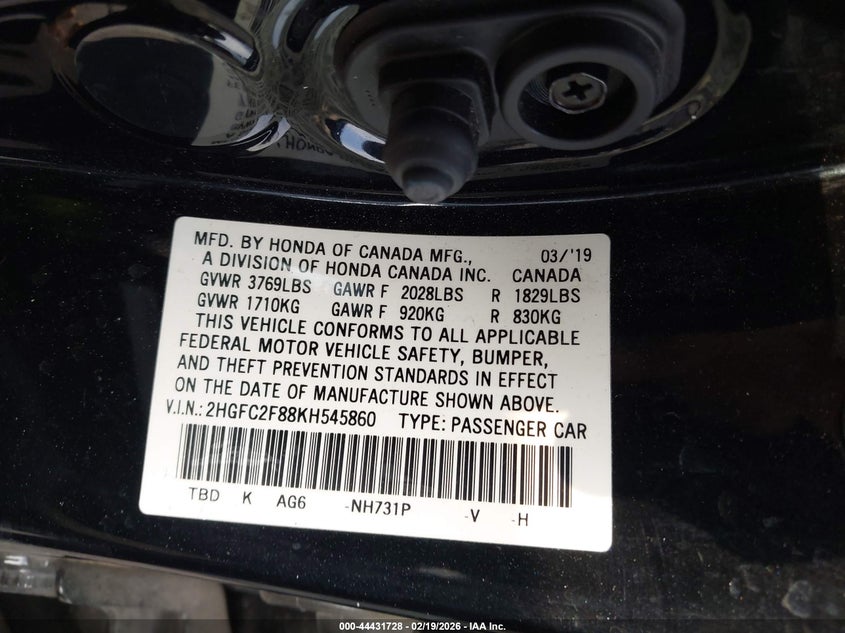 MFD. BY HONDA OF CANADA MFG., 03/'19
A DIVISION OF HONDA CANADA INC. CANADA
GVWR 3769LBS GAWR F 2028LBS R 1829LBS
GVWR 1710KG GAWR F 920KG R 830KG
THIS VEHICLE CONFORMS TO ALL APPLICABLE
FEDERAL MOTOR VEHICLE SAFETY, BUMPER,
AND THEFT PREVENTION STANDARDS IN EFFECT
ON THE DATE OF MANUFACTURE SHOWN ABOVE.
V.I.N.: 2HGFC2F88KH545860 TYPE: PASSENGER CAR
TBD K AG6 -NH731P -V -H
000-44431728 - 02/19/2026 - IAA Inc.